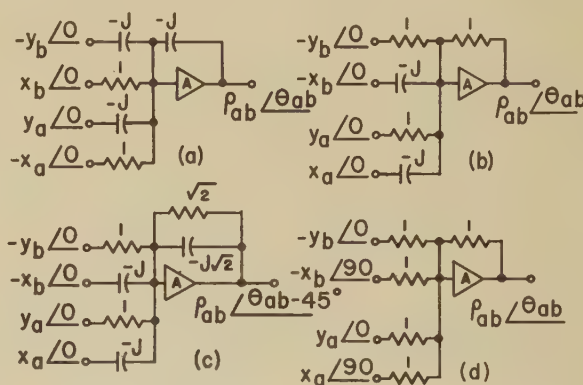 -y_b ∠0 -J -J
x_b ∠0 1 A ρ_ab ∠θ_ab
y_a ∠0 -J
-x_a ∠0 1
(a)
-y_b ∠0 1 1
-x_b ∠0 -J A ρ_ab ∠θ_ab
y_a ∠0 1
x_a ∠0 -J
(b)
√2
-y_b ∠0 1 -J√2
-x_b ∠0 -J A ρ_ab ∠θ_ab-45°
y_a ∠0 1
x_a ∠0 -J
(c)
-y_b ∠0 1 1
-x_b ∠90 1 A ρ_ab ∠θ_ab
y_a ∠0 1
x_a ∠90 1
(d)